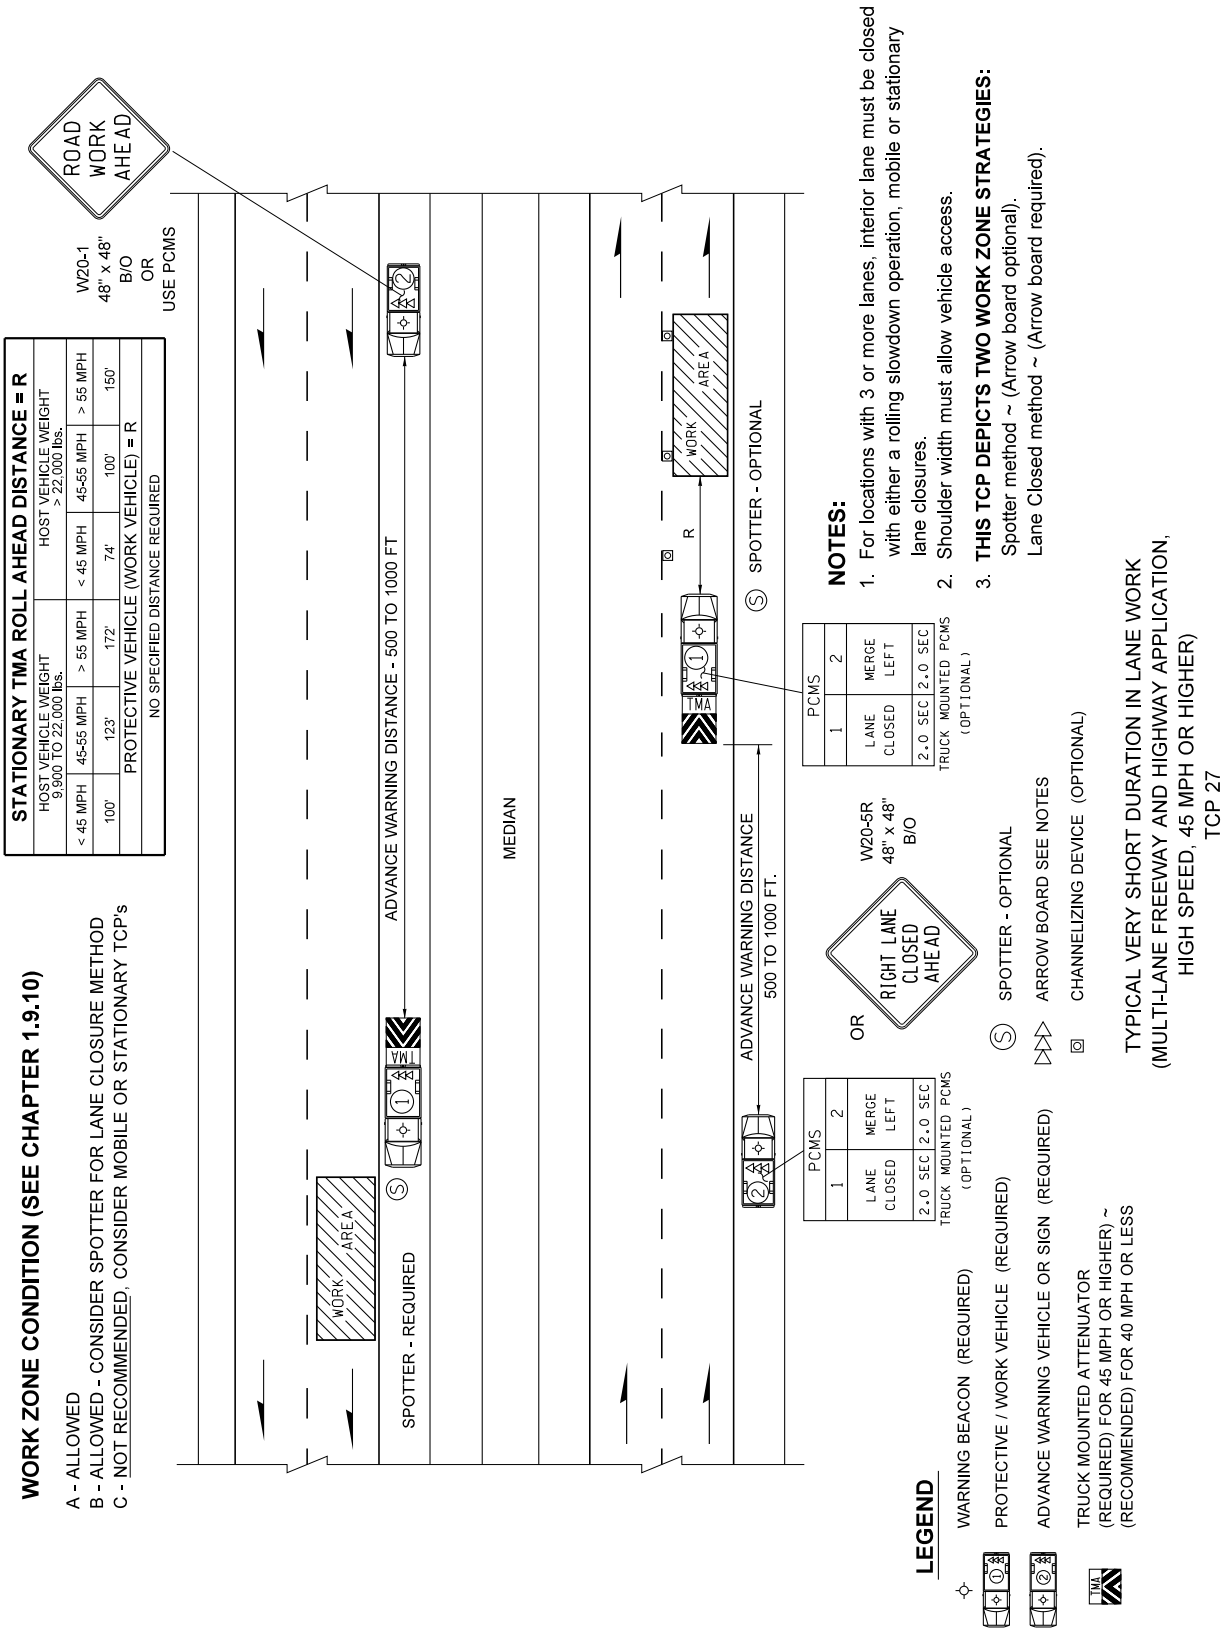 WORK ZONE CONDITION (SEE CHAPTER 1.9.10)
A - ALLOWED
B - ALLOWED - CONSIDER SPOTTER FOR LANE CLOSURE METHOD
C - NOT RECOMMENDED, CONSIDER MOBILE OR STATIONARY TCP's
STATIONARY TMA ROLL AHEAD DISTANCE = R
HOST VEHICLE WEIGHT
9,900 TO 22,000 lbs.
HOST VEHICLE WEIGHT
> 22,000 lbs.
< 45 MPH 45-55 MPH > 55 MPH < 45 MPH 45-55 MPH > 55 MPH
100' 123' 172' 74' 100' 150'
PROTECTIVE VEHICLE (WORK VEHICLE) = R
NO SPECIFIED DISTANCE REQUIRED
W20-1
48" x 48"
B/O
OR
USE PCMS
ROAD
WORK
AHEAD
WORK
AREA
SPOTTER - REQUIRED
S
1
TMA
ADVANCE WARNING DISTANCE - 500 TO 1000 FT
2
MEDIAN
2
ADVANCE WARNING DISTANCE
500 TO 1000 FT.
TMA
1
R
WORK
AREA
S SPOTTER - OPTIONAL
PCMS
1 2
LANE
CLOSED
MERGE
LEFT
2.0 SEC 2.0 SEC
TRUCK MOUNTED PCMS
(OPTIONAL)
OR
RIGHT LANE
CLOSED
AHEAD
W20-5R
48" x 48"
B/O
PCMS
1 2
LANE
CLOSED
MERGE
LEFT
2.0 SEC 2.0 SEC
TRUCK MOUNTED PCMS
(OPTIONAL)
NOTES:
1. For locations with 3 or more lanes, interior lane must be closed
with either a rolling slowdown operation, mobile or stationary
lane closures.
2. Shoulder width must allow vehicle access.
3. THIS TCP DEPICTS TWO WORK ZONE STRATEGIES:
Spotter method ~ (Arrow board optional).
Lane Closed method ~ (Arrow board required).
LEGEND
WARNING BEACON (REQUIRED)
1 PROTECTIVE / WORK VEHICLE (REQUIRED)
2 ADVANCE WARNING VEHICLE OR SIGN (REQUIRED)
TMA TRUCK MOUNTED ATTENUATOR
(REQUIRED) FOR 45 MPH OR HIGHER) ~
(RECOMMENDED) FOR 40 MPH OR LESS
S SPOTTER - OPTIONAL
ARROW BOARD SEE NOTES
CHANNELIZING DEVICE (OPTIONAL)
TYPICAL VERY SHORT DURATION IN LANE WORK
(MULTI-LANE FREEWAY AND HIGHWAY APPLICATION,
HIGH SPEED, 45 MPH OR HIGHER)
TCP 27